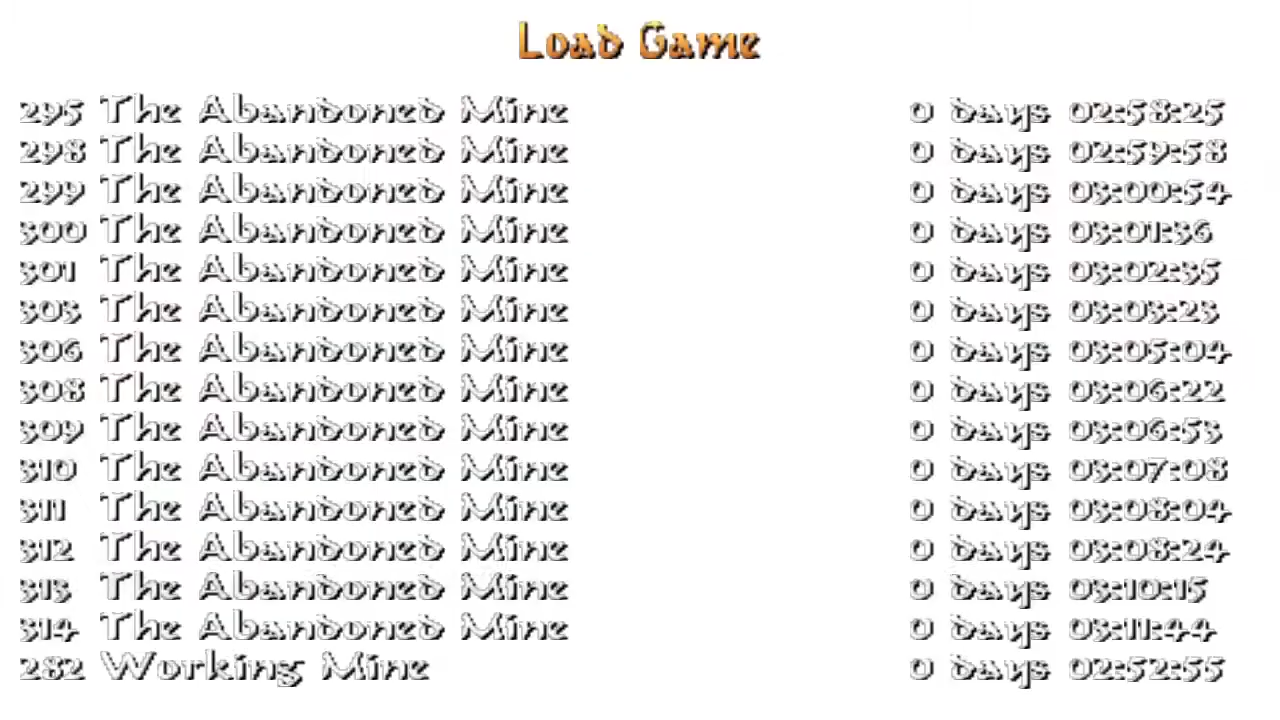 Load Game
295 The Abandoned Mine 0 days 02:58:25
298 The Abandoned Mine 0 days 02:59:58
299 The Abandoned Mine 0 days 03:00:54
300 The Abandoned Mine 0 days 03:01:36
301 The Abandoned Mine 0 days 03:02:35
303 The Abandoned Mine 0 days 03:03:23
306 The Abandoned Mine 0 days 03:05:04
308 The Abandoned Mine 0 days 03:06:22
309 The Abandoned Mine 0 days 03:06:53
310 The Abandoned Mine 0 days 03:07:08
311 The Abandoned Mine 0 days 03:08:04
312 The Abandoned Mine 0 days 03:08:24
313 The Abandoned Mine 0 days 03:10:15
314 The Abandoned Mine 0 days 03:11:44
282 Working Mine 0 days 02:52:55